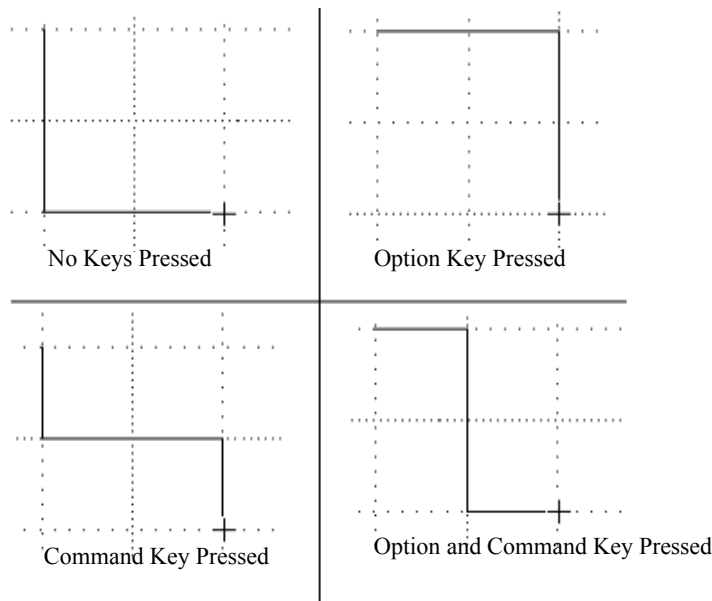 No Keys Pressed
Option Key Pressed
Command Key Pressed
Option and Command Key Pressed